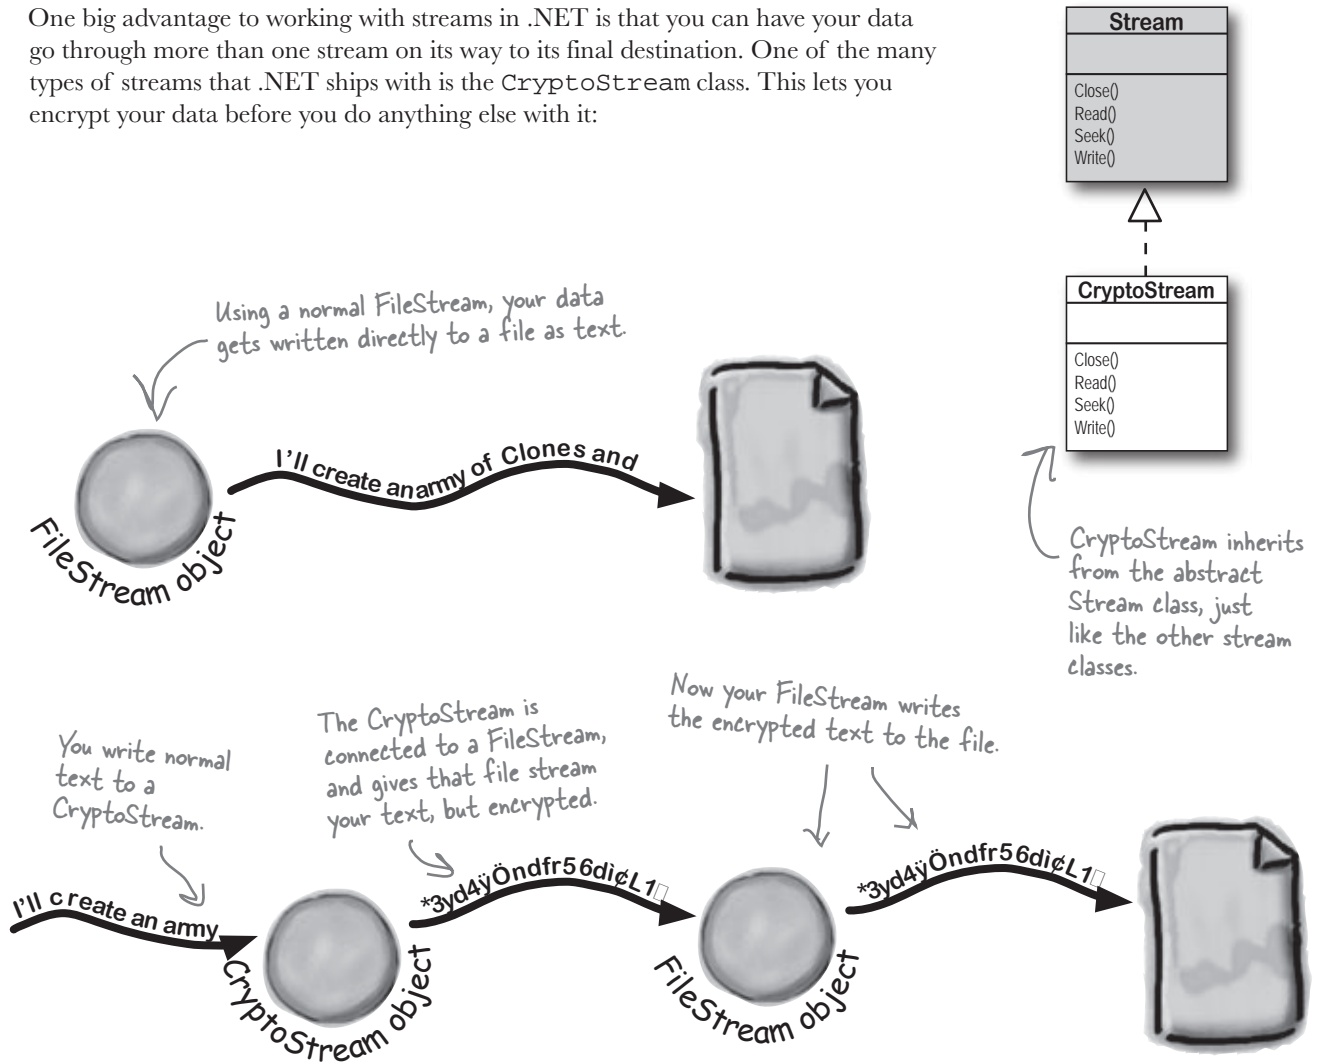 One big advantage to working with streams in .NET is that you can have your data
go through more than one stream on its way to its final destination. One of the many
types of streams that .NET ships with is the CryptoStream class. This lets you
encrypt your data before you do anything else with it:
Stream
Close()
Read()
Seek()
Write()
CryptoStream
Close()
Read()
Seek()
Write()
CryptoStream inherits
from the abstract
Stream class, just
like the other stream
classes.
Using a normal FileStream, your data
gets written directly to a file as text.
FileStream object
I'll create an army of Clones and
You write normal
text to a
CryptoStream.
The CryptoStream is
connected to a FileStream,
and gives that file stream
your text, but encrypted.
Now your FileStream writes
the encrypted text to the file.
I'll create an army
CryptoStream object
*3yd4ÿÖndfr56dì¢L1□
FileStream object
*3yd4ÿÖndfr56dì¢L1□